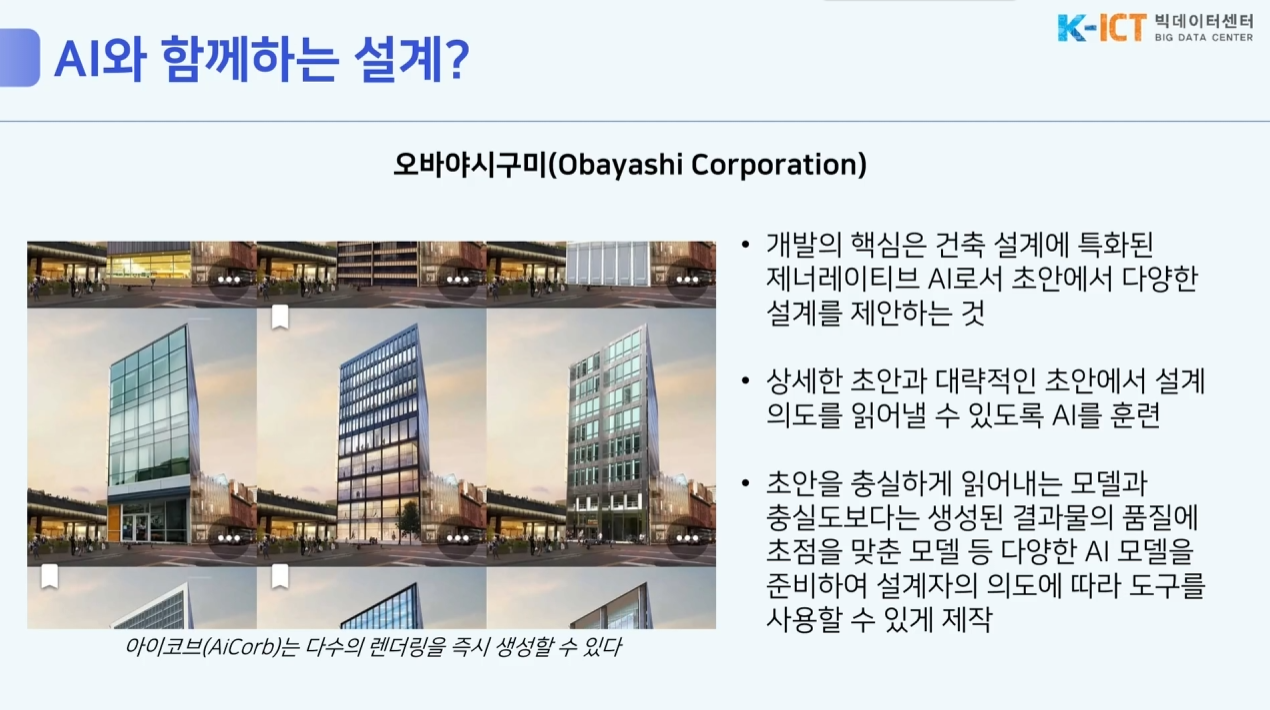 K-ICT 빅데이터센터
BIG DATA CENTER
AI와 함께하는 설계?
오바야시구미(Obayashi Corporation)
• 개발의 핵심은 건축 설계에 특화된
제너레이티브 AI로서 초안에서 다양한
설계를 제안하는 것
• 상세한 초안과 대략적인 초안에서 설계
의도를 읽어낼 수 있도록 AI를 훈련
• 초안을 충실하게 읽어내는 모델과
충실도보다는 생성된 결과물의 품질에
초점을 맞춘 모델 등 다양한 AI 모델을
준비하여 설계자의 의도에 따라 도구를
사용할 수 있게 제작
아이코브(AiCorb)는 다수의 렌더링을 즉시 생성할 수 있다